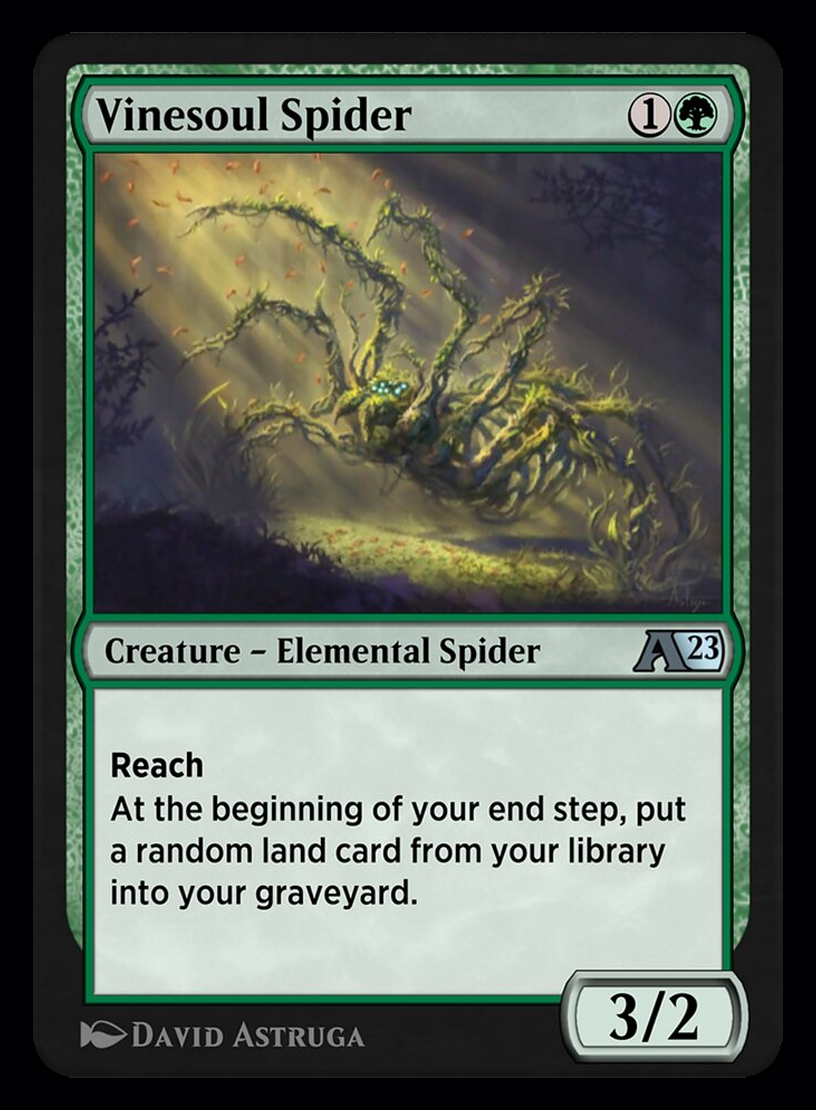 Vinesoul Spider 1
Creature – Elemental Spider A23
Reach
At the beginning of your end step, put
a random land card from your library
into your graveyard.
3/2
DAVID ASTRUGA